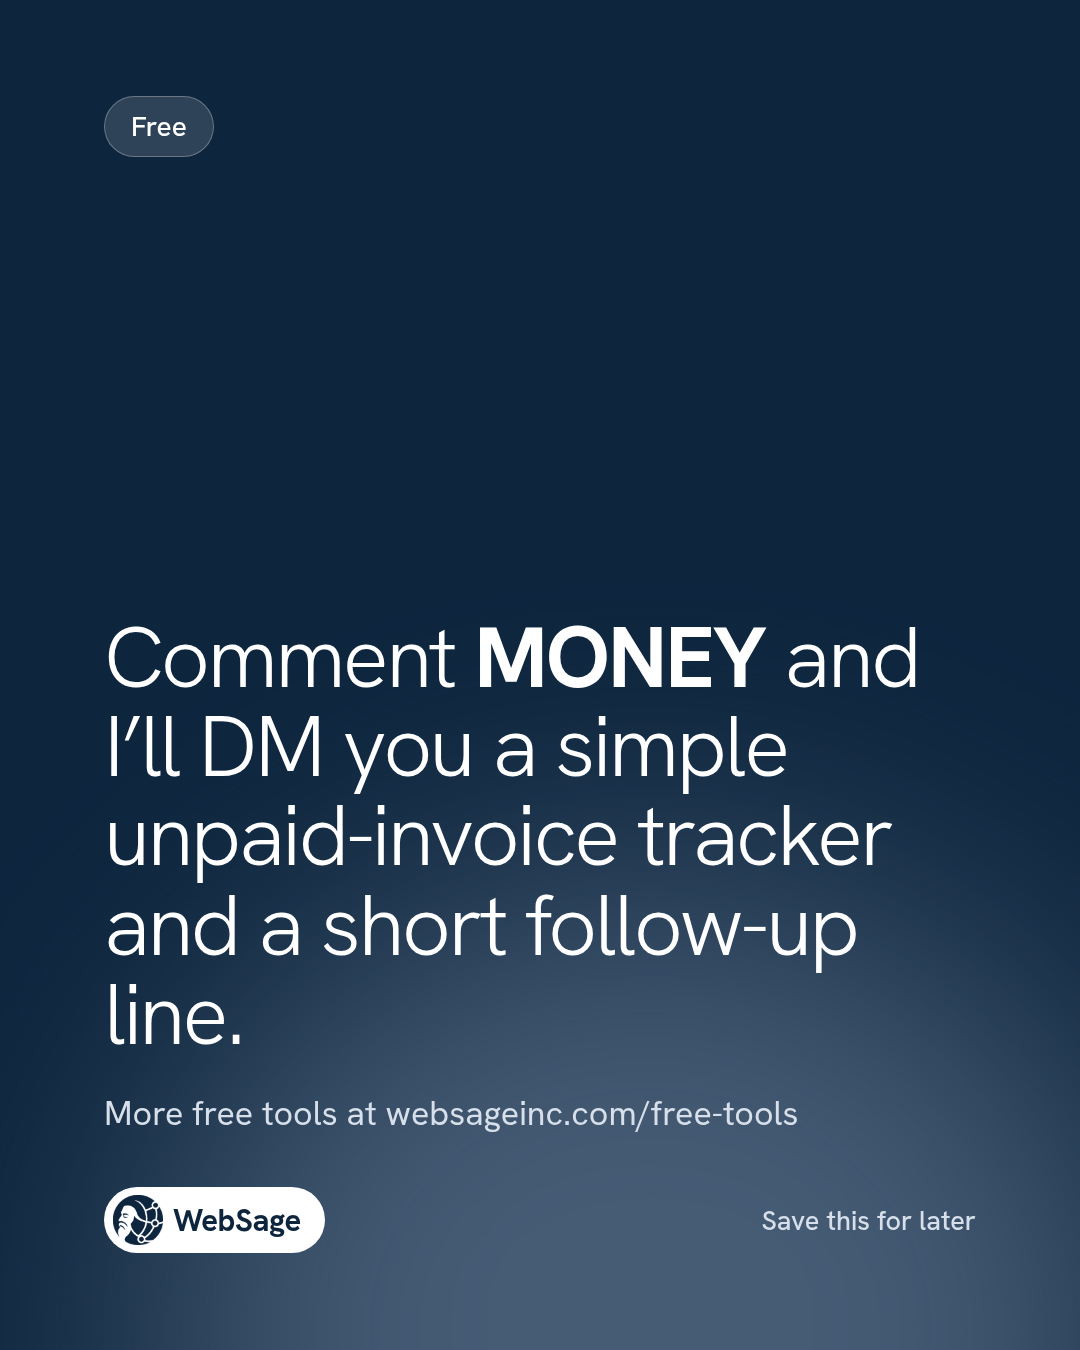 Free
Comment MONEY and
I’ll DM you a simple
unpaid-invoice tracker
and a short follow-up
line.
More free tools at websageinc.com/free-tools
WebSage
Save this for later